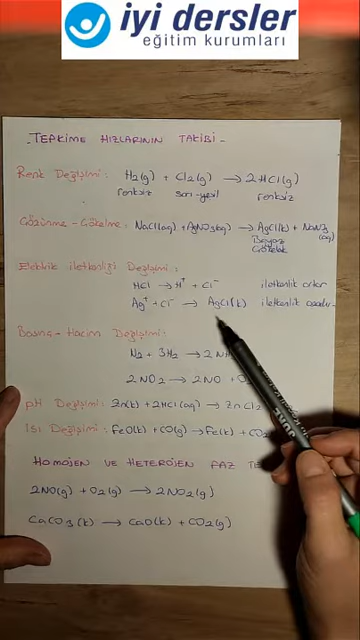 iyi dersler
eğitim kurumları
- TEPKİME HIZLARININ TAKİBİ -
Renk Değişimi: H₂(g) + Cl₂(g) → 2HCl(g)
renksiz sarı-yeşil renksiz
Çözünme-Çökelme: NaCl(aq) + AgNO₃(aq) → AgCl(k) + NaNO₃(aq)
Beyaz
Çökelek
Elektrik iletkenliği Değişimi:
HCl → H⁺ + Cl⁻ iletkenlik artar
Ag⁺ + Cl⁻ → AgCl(k) iletkenlik azalır.
Basınç-Hacim Değişimi:
N₂ + 3H₂ → 2
2NO₂ → 2NO + O₂
pH Değişimi: Zn(k) + 2HCl(aq) → ZnCl₂
Isı Değişimi: FeO(k) + CO(g) → Fe(k) + CO₂
HOMOJEN VE HETEROJEN FAZ
2NO(g) + O₂(g) → 2NO₂(g)
CaCO₃(k) → CaO(k) + CO₂(g)